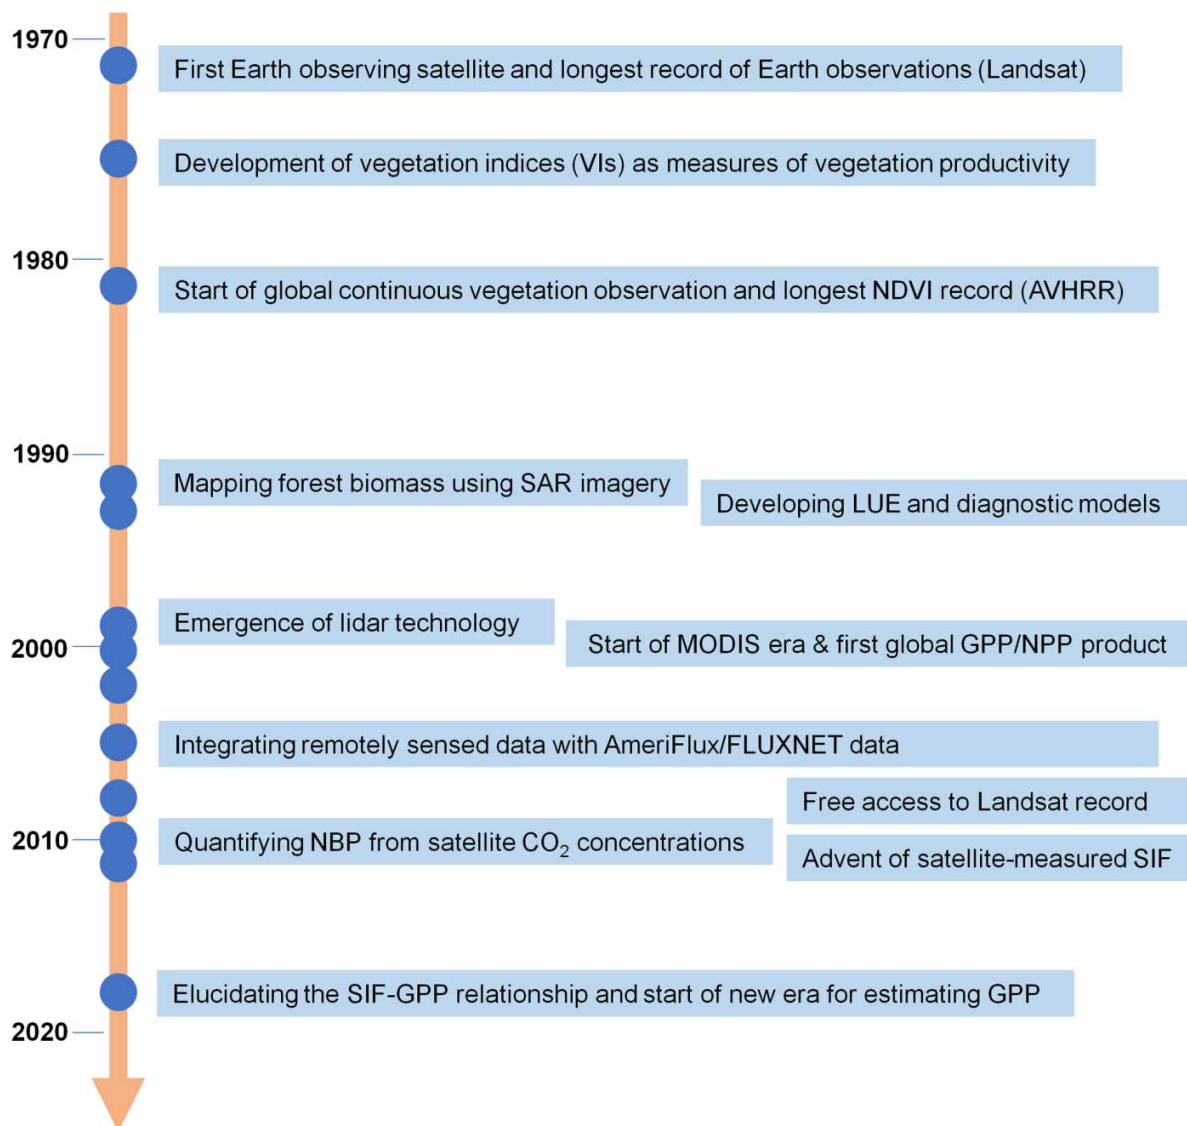 1970
First Earth observing satellite and longest record of Earth observations (Landsat)
Development of vegetation indices (VIs) as measures of vegetation productivity
1980
Start of global continuous vegetation observation and longest NDVI record (AVHRR)
1990
Mapping forest biomass using SAR imagery
Developing LUE and diagnostic models
Emergence of lidar technology
2000
Start of MODIS era & first global GPP/NPP product
Integrating remotely sensed data with AmeriFlux/FLUXNET data
Free access to Landsat record
2010
Quantifying NBP from satellite CO₂ concentrations
Advent of satellite-measured SIF
Elucidating the SIF-GPP relationship and start of new era for estimating GPP
2020